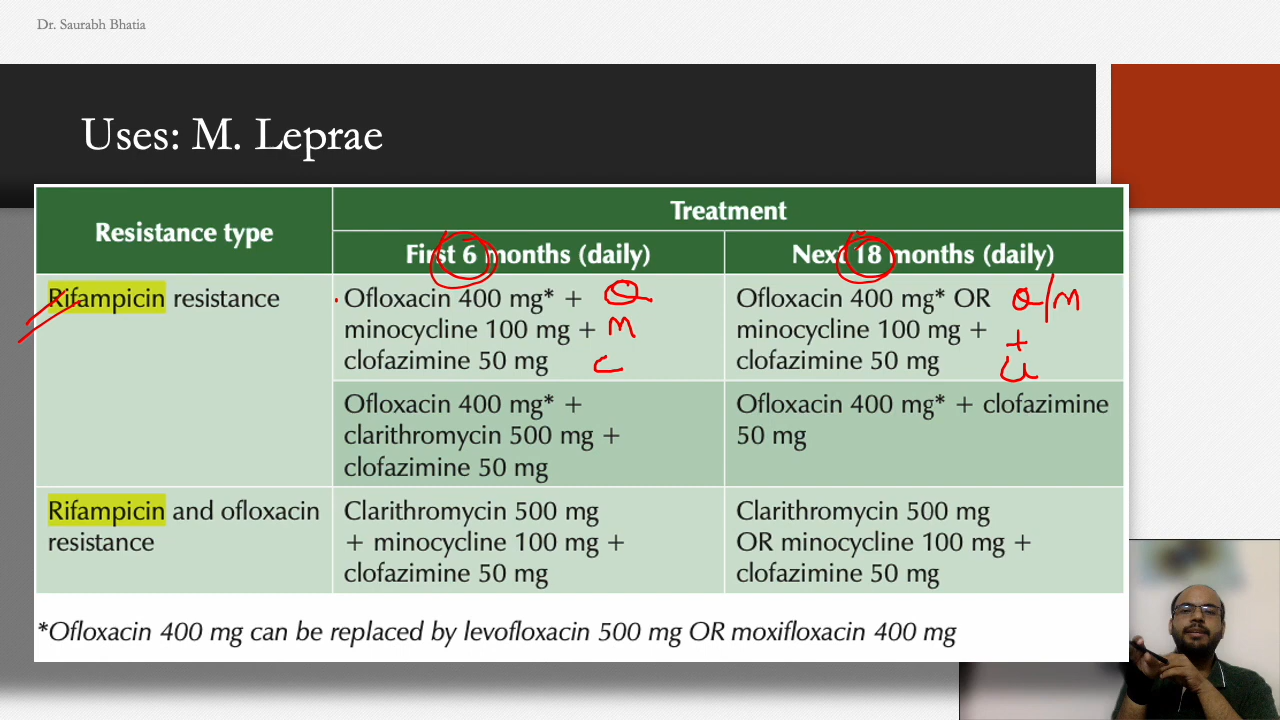 Dr. Saurabh Bhatia
Uses: M. Leprae
Resistance type
Treatment
First 6 months (daily)
Next 18 months (daily)
Rifampicin resistance
Ofloxacin 400 mg* +
minocycline 100 mg +
clofazimine 50 mg
O
M
C
Ofloxacin 400 mg* OR
minocycline 100 mg +
clofazimine 50 mg
O/M
+
Ofloxacin 400 mg* +
clarithromycin 500 mg +
clofazimine 50 mg
Ofloxacin 400 mg* + clofazimine
50 mg
Rifampicin and ofloxacin
resistance
Clarithromycin 500 mg
+ minocycline 100 mg +
clofazimine 50 mg
Clarithromycin 500 mg
OR minocycline 100 mg +
clofazimine 50 mg
*Ofloxacin 400 mg can be replaced by levofloxacin 500 mg OR moxifloxacin 400 mg